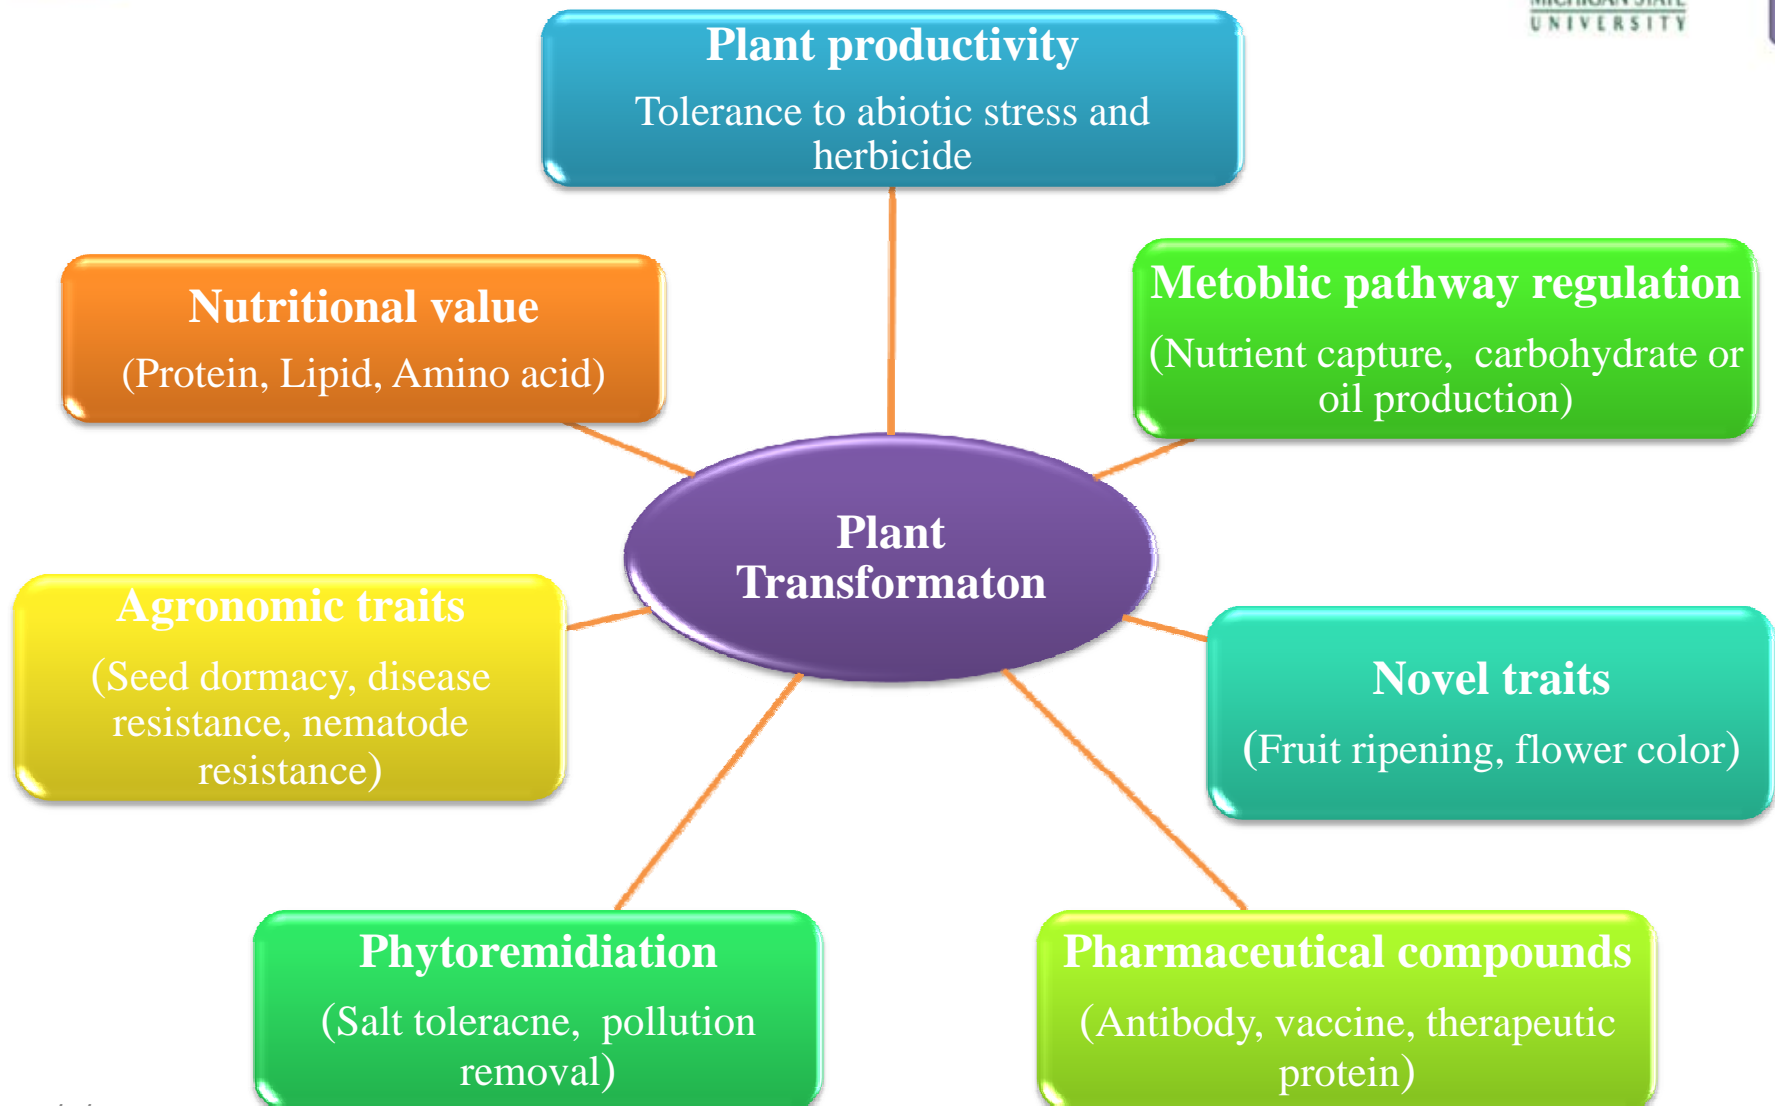 MICHIGAN STATE
UNIVERSITY
Plant productivity
Tolerance to abiotic stress and
herbicide
Nutritional value
(Protein, Lipid, Amino acid)
Metoblic pathway regulation
(Nutrient capture,  carbohydrate or
oil production)
Plant
Transformaton
Agronomic traits
(Seed dormacy, disease
resistance, nematode
resistance)
Novel traits
(Fruit ripening, flower color)
Phytoremidiation
(Salt toleracne,  pollution
removal)
Pharmaceutical compounds
(Antibody, vaccine, therapeutic
protein)